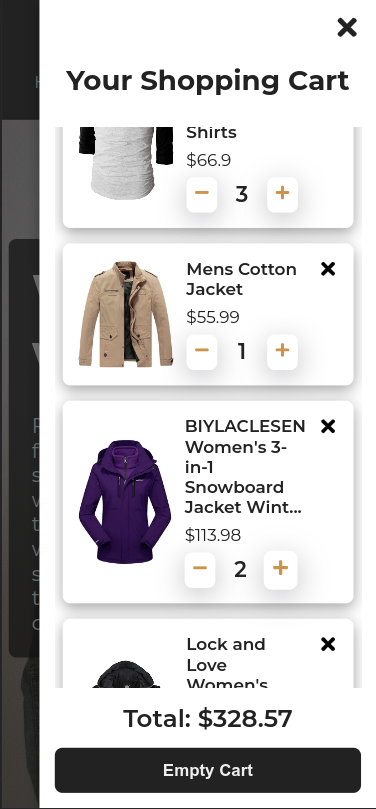 Your Shopping Cart
Shirts
$66.9
3
Mens Cotton
Jacket
$55.99
1
BIYLACLESEN
Women's 3-
in-1
Snowboard
Jacket Wint...
$113.98
2
Lock and
Love
Women's
Total: $328.57
Empty Cart